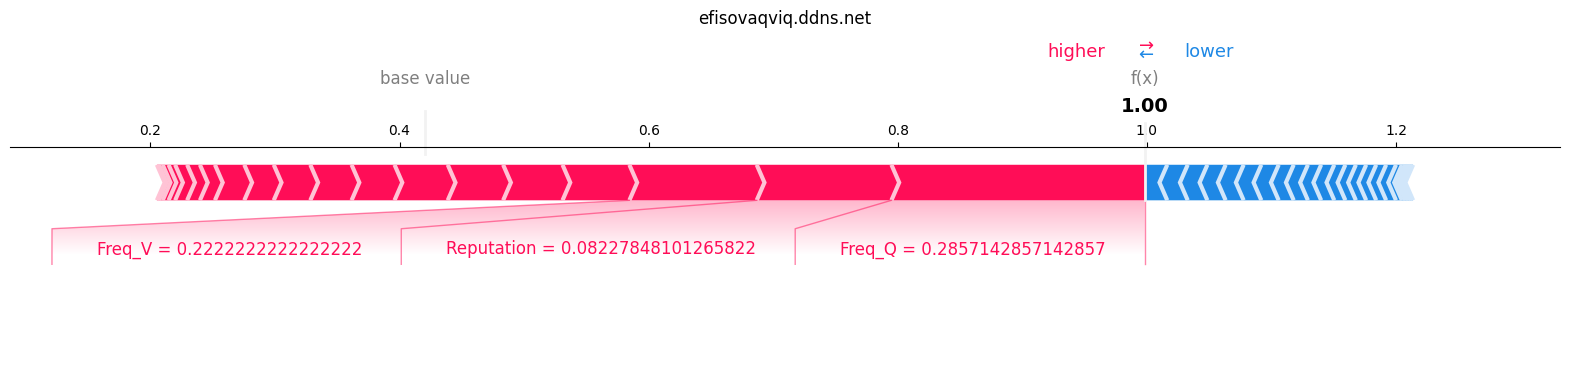 efisovaqviq.ddns.net
higher → ← lower
base value f(x)
1.00
0.2 0.4 0.6 0.8 1.0 1.2
Freq_V = 0.2222222222222222 Reputation = 0.08227848101265822 Freq_Q = 0.2857142857142857